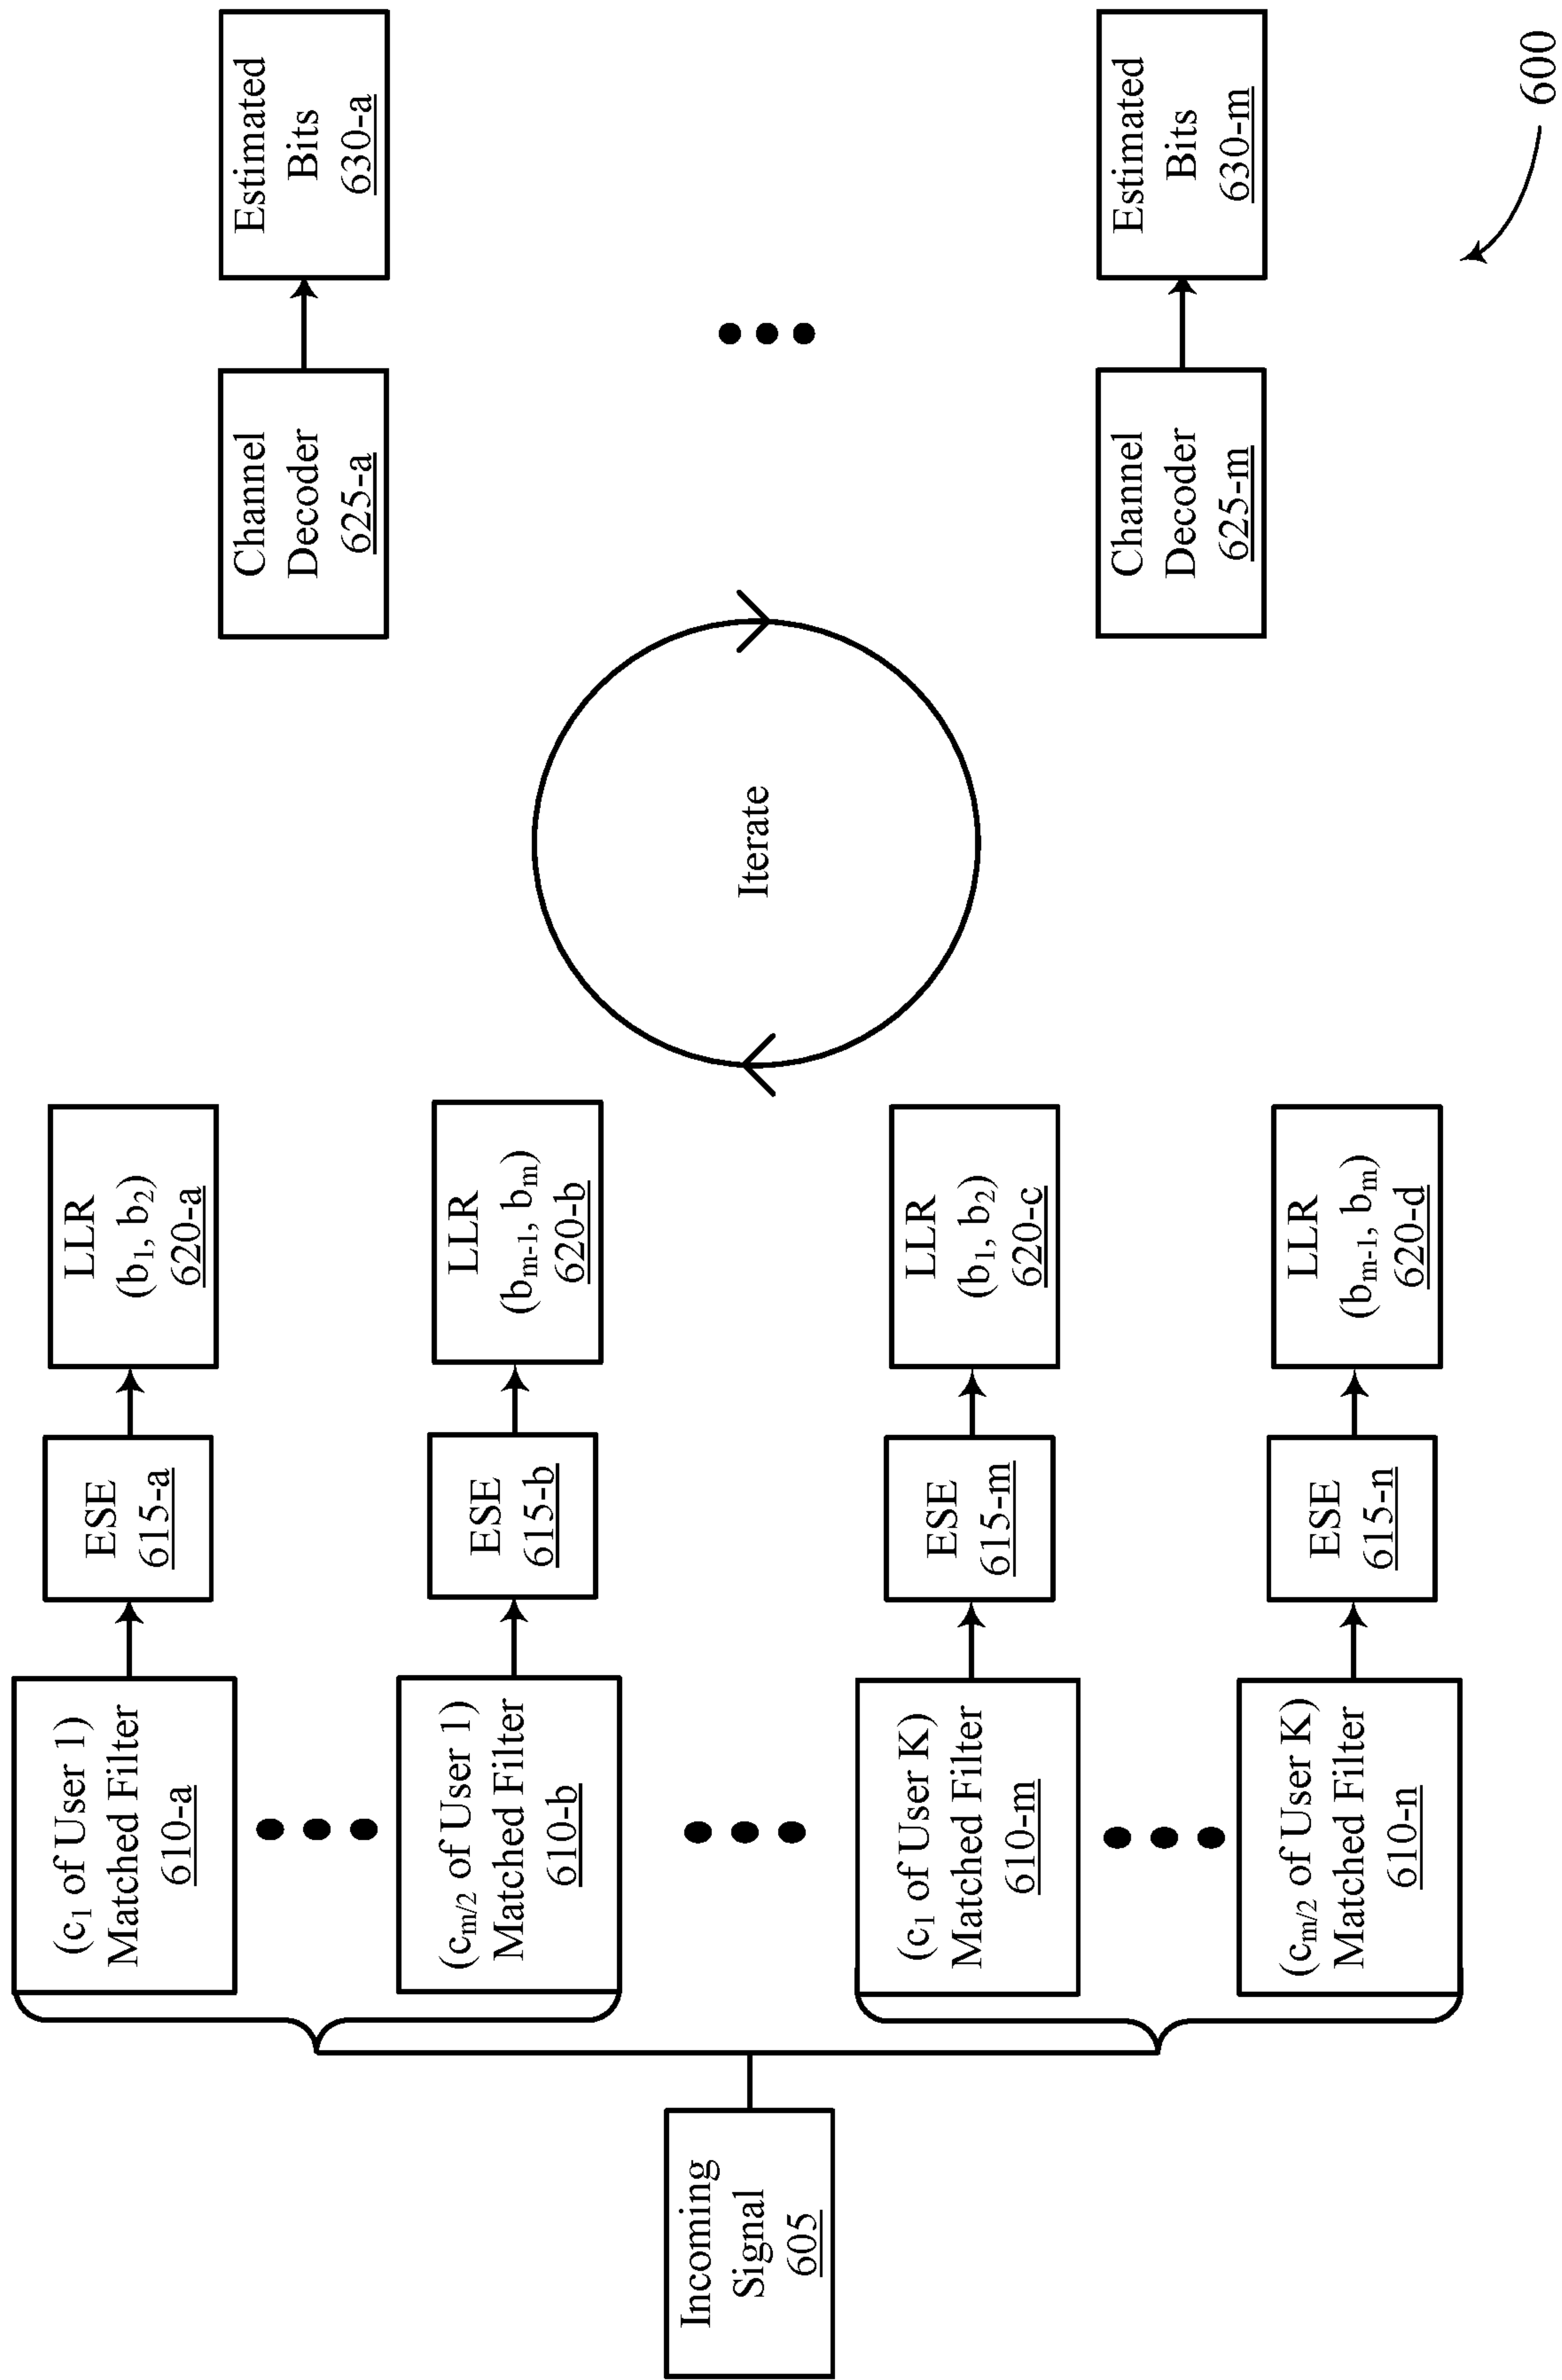 Incoming
Signal
605
(c₁ of User 1)
Matched Filter
610-a
(cₘ/₂ of User 1)
Matched Filter
610-b
(c₁ of User K)
Matched Filter
610-m
(cₘ/₂ of User K)
Matched Filter
610-n
ESE
615-a
ESE
615-b
ESE
615-m
ESE
615-n
LLR
(b₁, b₂)
620-a
LLR
(bₘ₋₁, bₘ)
620-b
LLR
(b₁, b₂)
620-c
LLR
(bₘ₋₁, bₘ)
620-d
Iterate
Channel
Decoder
625-a
Channel
Decoder
625-m
Estimated
Bits
630-a
Estimated
Bits
630-m
600